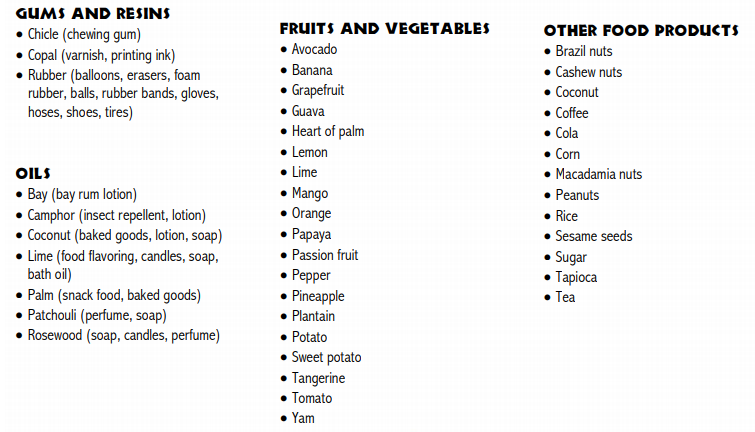 GUMS AND RESINS
• Chicle (chewing gum)
• Copal (varnish, printing ink)
• Rubber (balloons, erasers, foam
rubber, balls, rubber bands, gloves,
hoses, shoes, tires)
OILS
• Bay (bay rum lotion)
• Camphor (insect repellent, lotion)
• Coconut (baked goods, lotion, soap)
• Lime (food flavoring, candles, soap,
bath oil)
• Palm (snack food, baked goods)
• Patchouli (perfume, soap)
• Rosewood (soap, candles, perfume)
FRUITS AND VEGETABLES
• Avocado
• Banana
• Grapefruit
• Guava
• Heart of palm
• Lemon
• Lime
• Mango
• Orange
• Papaya
• Passion fruit
• Pepper
• Pineapple
• Plantain
• Potato
• Sweet potato
• Tangerine
• Tomato
• Yam
OTHER FOOD PRODUCTS
• Brazil nuts
• Cashew nuts
• Coconut
• Coffee
• Cola
• Corn
• Macadamia nuts
• Peanuts
• Rice
• Sesame seeds
• Sugar
• Tapioca
• Tea